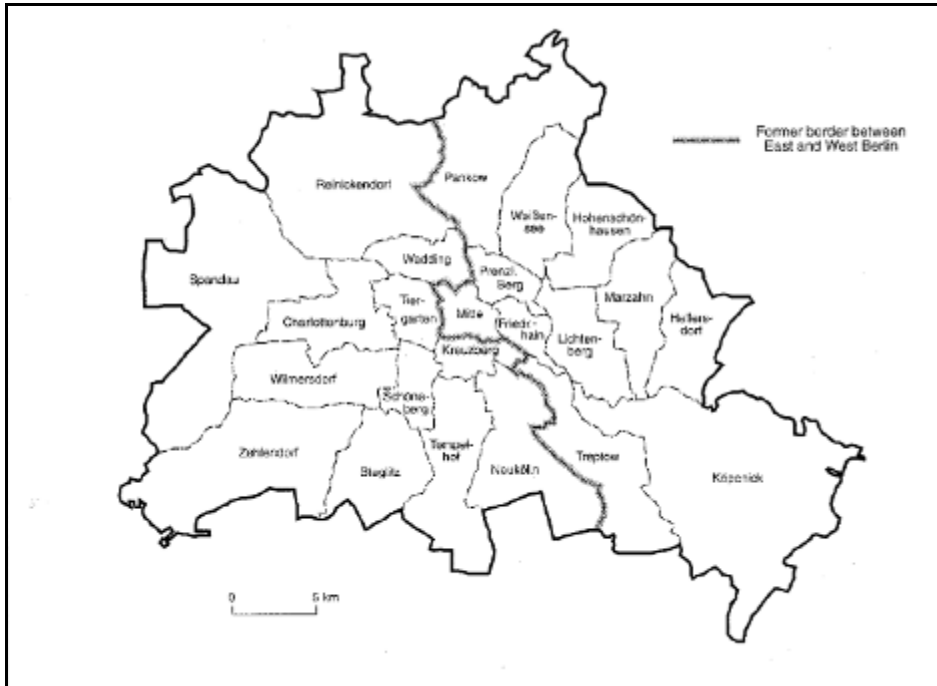 Former border between
East and West Berlin
Reinickendorf
Pankow
Weißen-
see
Hohenschön-
hausen
Wedding
Prenzl.
Berg
Spandau
Marzahn
Tier-
garten
Mitte
Hellers-
dorf
Charlottenburg
Friedr.-
hain
Lichten-
berg
Kreuzberg
Wilmersdorf
Schöne-
berg
Zehlendorf
Steglitz
Tempel-
hof
Neukölln
Treptow
Köpenick
0 5 km